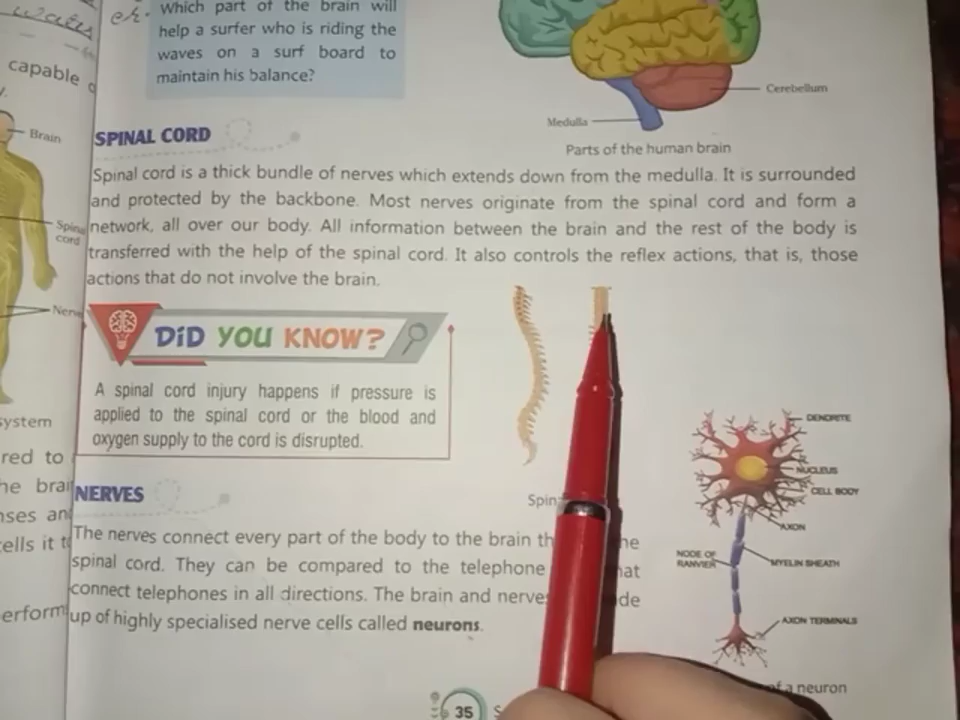 capable
Brain
Spinal
cord
system
Which part of the brain will
help a surfer who is riding the
waves on a surf board to
maintain his balance?
Cerebellum
Medulla
Parts of the human brain
SPINAL CORD
Spinal cord is a thick bundle of nerves which extends down from the medulla. It is surrounded
and protected by the backbone. Most nerves originate from the spinal cord and form a
network, all over our body. All information between the brain and the rest of the body is
transferred with the help of the spinal cord. It also controls the reflex actions, that is, those
actions that do not involve the brain.
DiD YOU KNOW?
A spinal cord injury happens if pressure is
applied to the spinal cord or the blood and
oxygen supply to the cord is disrupted.
DENDRITE
NUCLEUS
CELL BODY
AXON
NODE OF
RANVIER
MYELIN SHEATH
AXON TERMINALS
a neuron
NERVES
The nerves connect every part of the body to the brain
spinal cord. They can be compared to the telephone
connect telephones in all directions. The brain and
up of highly specialised nerve cells called neurons.
35